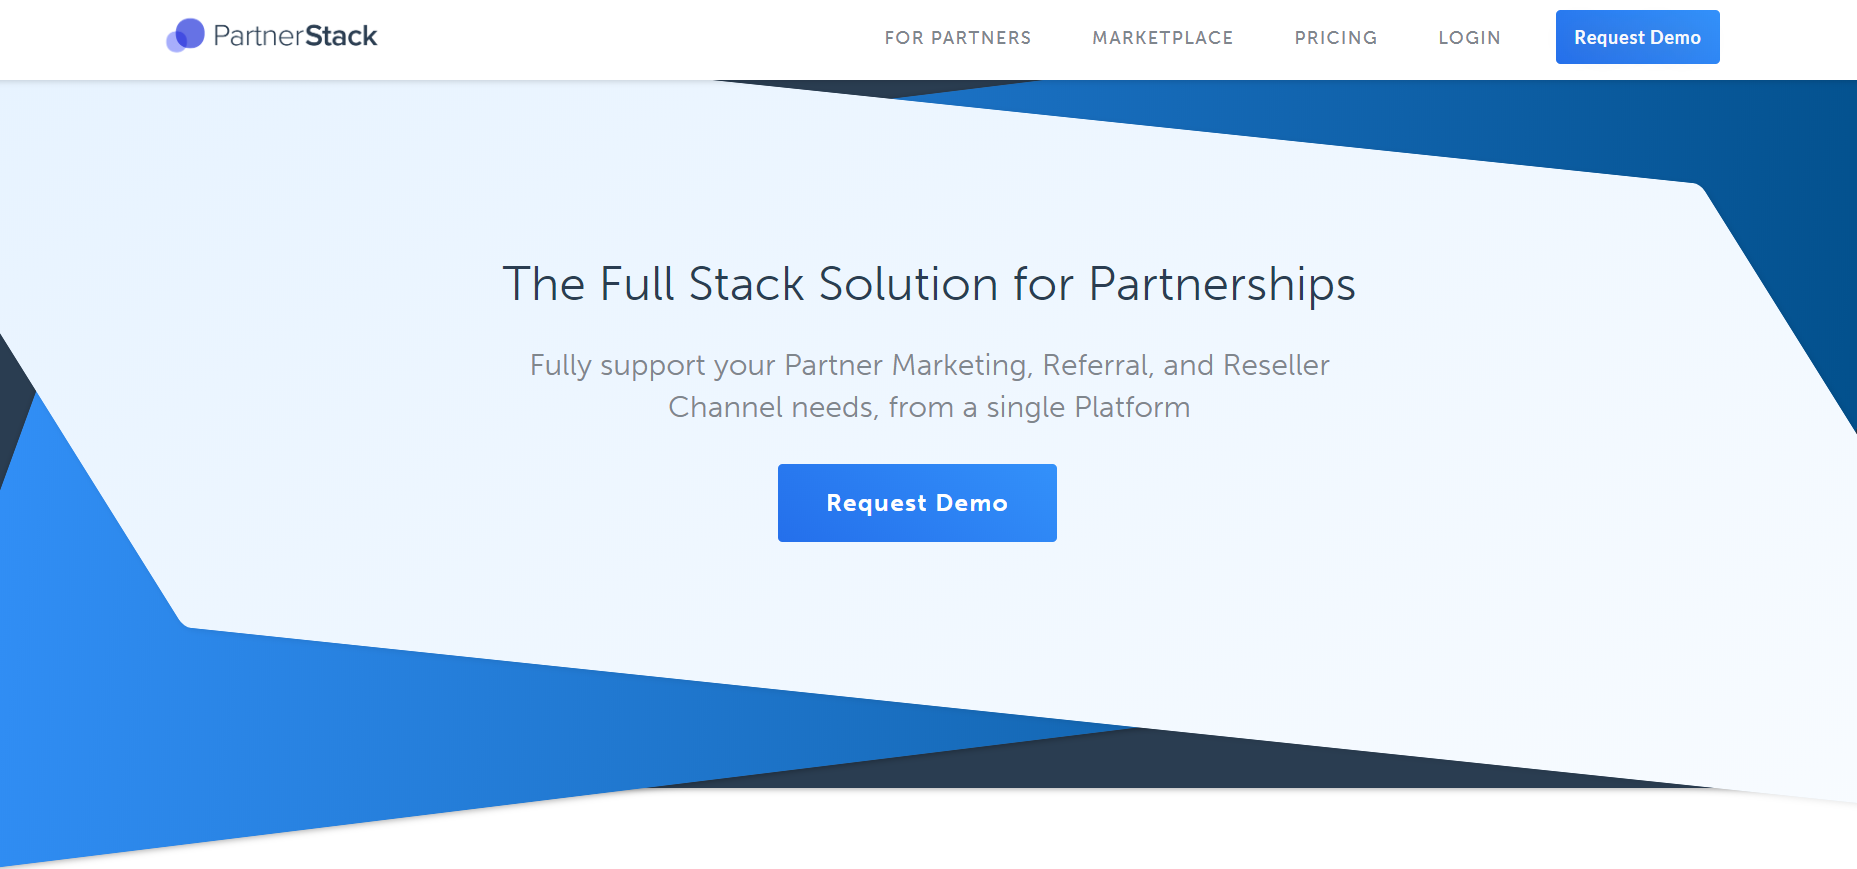 PartnerStack
FOR PARTNERS
MARKETPLACE
PRICING
LOGIN
Request Demo
The Full Stack Solution for Partnerships
Fully support your Partner Marketing, Referral, and Reseller
Channel needs, from a single Platform
Request Demo